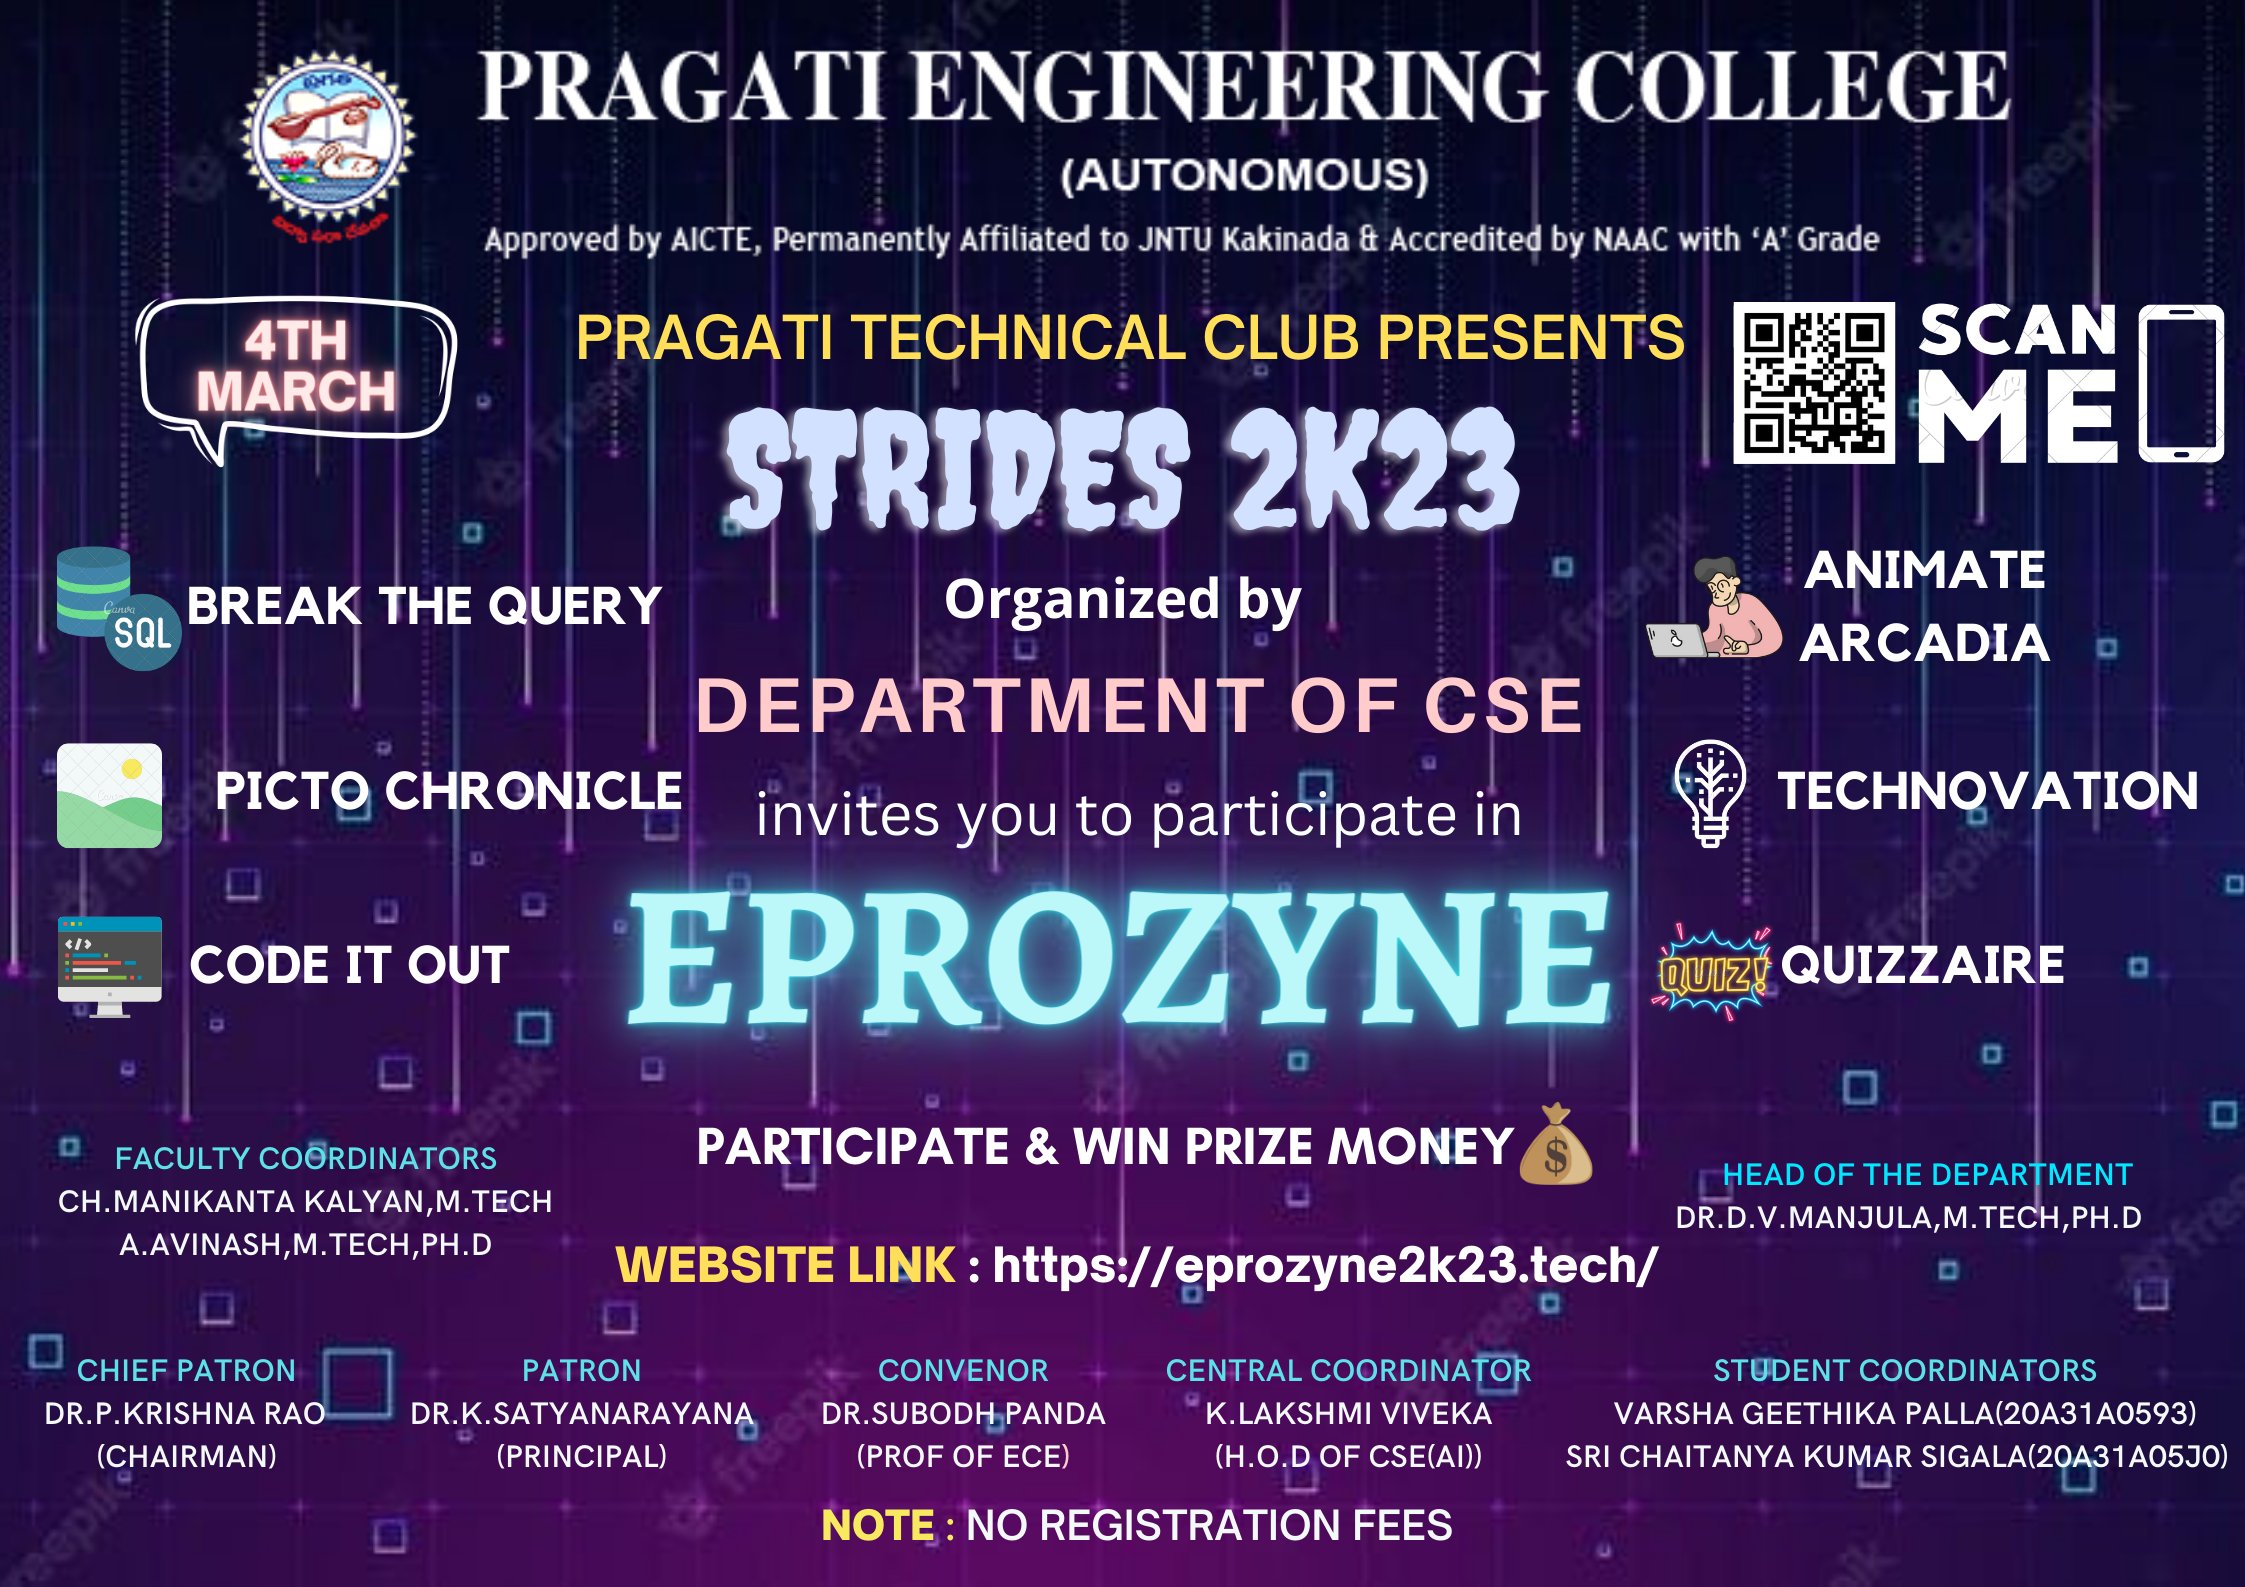 PRAGATI ENGINEERING COLLEGE
(AUTONOMOUS)
Approved by AICTE, Permanently Affiliated to JNTU Kakinada & Accredited by NAAC with ‘A’ Grade
4TH
MARCH
PRAGATI TECHNICAL CLUB PRESENTS
SCAN
ME
STRIDES 2K23
Organized by
DEPARTMENT OF CSE
invites you to participate in
EPROZYNE
SQL
BREAK THE QUERY
PICTO CHRONICLE
</>
CODE IT OUT
ANIMATE
ARCADIA
TECHNOVATION
QUIZ!
QUIZZAIRE
PARTICIPATE & WIN PRIZE MONEY
$
WEBSITE LINK : https://eprozyne2k23.tech/
FACULTY COORDINATORS
CH.MANIKANTA KALYAN,M.TECH
A.AVINASH,M.TECH,PH.D
HEAD OF THE DEPARTMENT
DR.D.V.MANJULA,M.TECH,PH.D
CHIEF PATRON
DR.P.KRISHNA RAO
(CHAIRMAN)
PATRON
DR.K.SATYANARAYANA
(PRINCIPAL)
CONVENOR
DR.SUBODH PANDA
(PROF OF ECE)
CENTRAL COORDINATOR
K.LAKSHMI VIVEKA
(H.O.D OF CSE(AI))
STUDENT COORDINATORS
VARSHA GEETHIKA PALLA(20A31A0593)
SRI CHAITANYA KUMAR SIGALA(20A31A05J0)
NOTE : NO REGISTRATION FEES